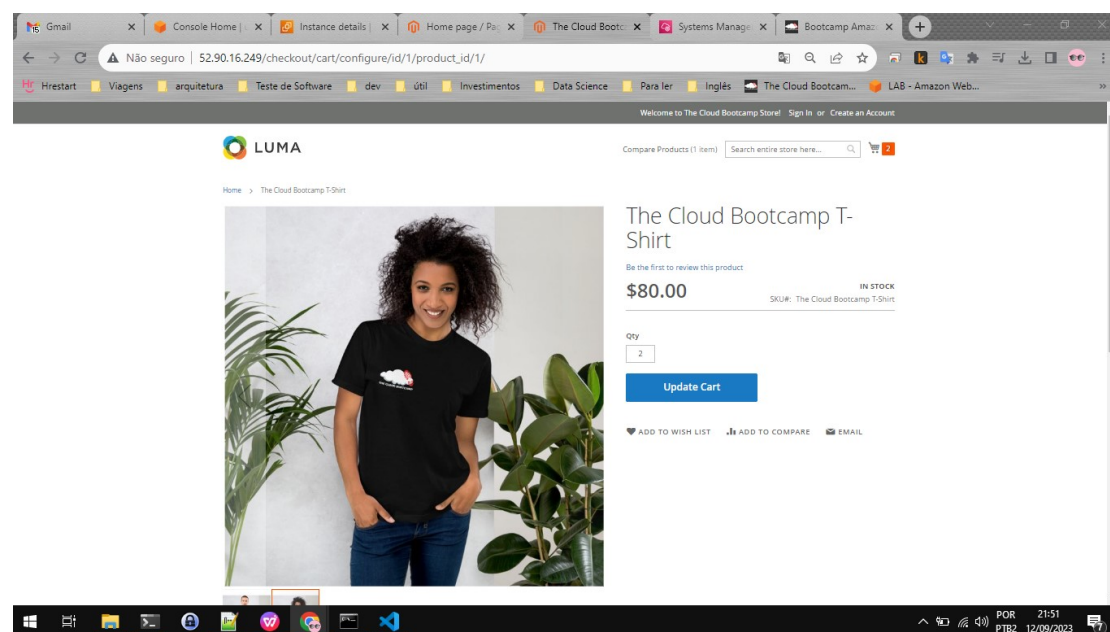 15 Gmail
Console Home |
Instance details |
Home page / Pag
The Cloud Bootc
Systems Manage
Bootcamp Amaz
Não seguro | 52.90.16.249/checkout/cart/configure/id/1/product_id/1/
Hr Hrestart
Viagens
arquitetura
Teste de Software
dev
útil
Investimentos
Data Science
Para ler
Inglês
The Cloud Bootcam...
LAB - Amazon Web...
»
Welcome to The Cloud Bootcamp Store! Sign In or Create an Account
LUMA
Compare Products (1 item)
Search entire store here...
2
Home > The Cloud Bootcamp T-Shirt
The Cloud Bootcamp T-
Shirt
Be the first to review this product
$80.00
IN STOCK
SKU#: The Cloud Bootcamp T-Shirt
Qty
2
Update Cart
ADD TO WISH LIST
ADD TO COMPARE
EMAIL
POR
PTB2
21:51
12/09/2023